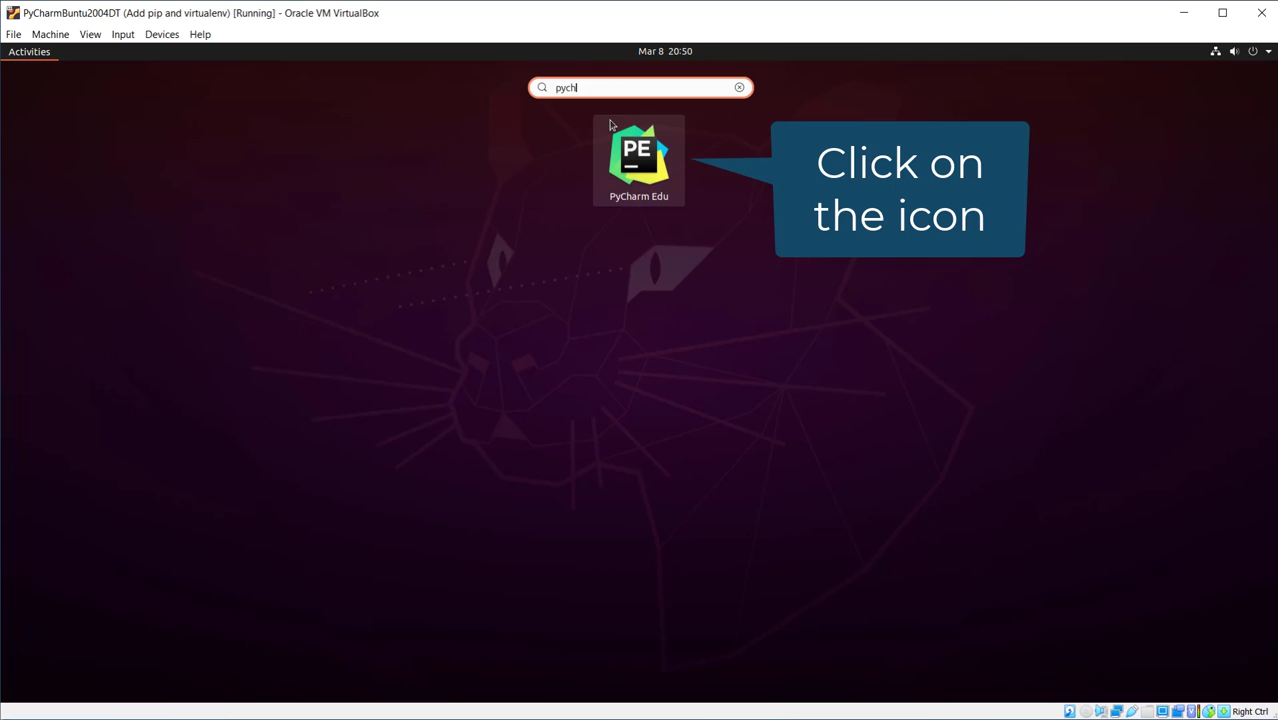 PyCharmBuntu2004DT (Add pip and virtualenv) [Running] - Oracle VM VirtualBox
File Machine View Input Devices Help
Activities
Mar 8 20:50
pych
PE
PyCharm Edu
Click on
the icon
Right Ctrl